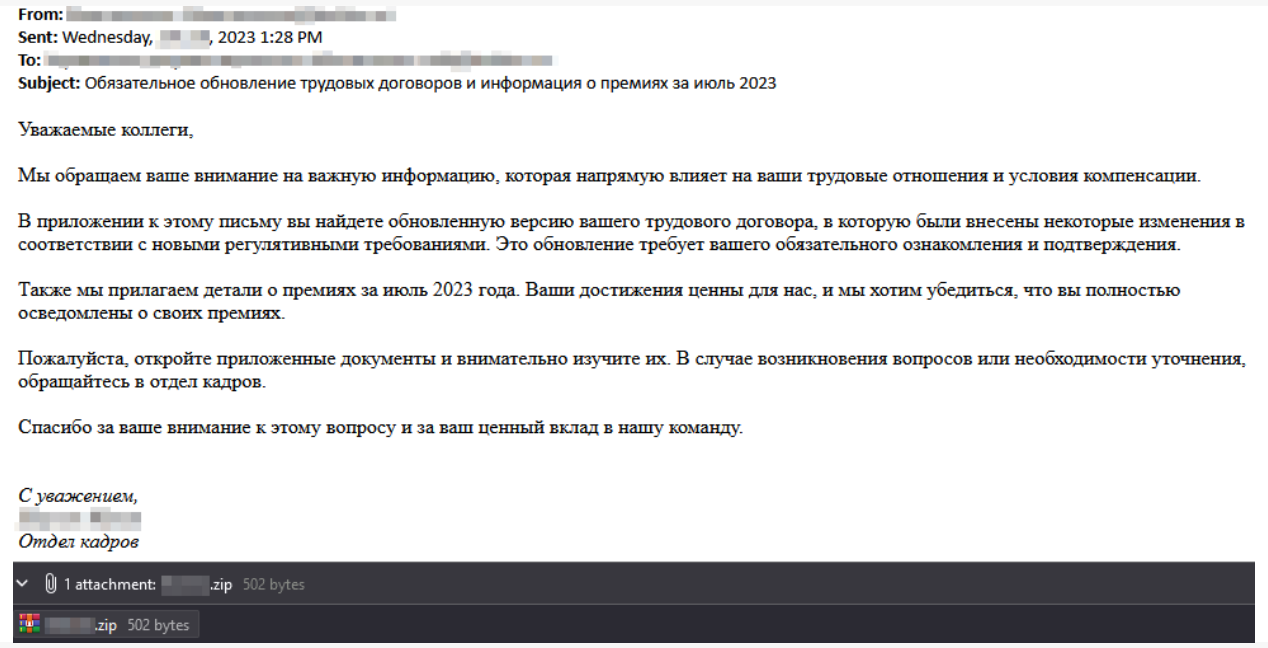 From:
Sent: Wednesday, , 2023 1:28 PM
To:
Subject: Обязательное обновление трудовых договоров и информация о премиях за июль 2023
Уважаемые коллеги,
Мы обращаем ваше внимание на важную информацию, которая напрямую влияет на ваши трудовые отношения и условия компенсации.
В приложении к этому письму вы найдете обновленную версию вашего трудового договора, в которую были внесены некоторые изменения в
соответствии с новыми регулятивными требованиями. Это обновление требует вашего обязательного ознакомления и подтверждения.
Также мы прилагаем детали о премиях за июль 2023 года. Ваши достижения ценны для нас, и мы хотим убедиться, что вы полностью
осведомлены о своих премиях.
Пожалуйста, откройте приложенные документы и внимательно изучите их. В случае возникновения вопросов или необходимости уточнения,
обращайтесь в отдел кадров.
Спасибо за ваше внимание к этому вопросу и за ваш ценный вклад в нашу команду.
С уважением,
Отдел кадров
1 attachment: .zip 502 bytes
.zip 502 bytes